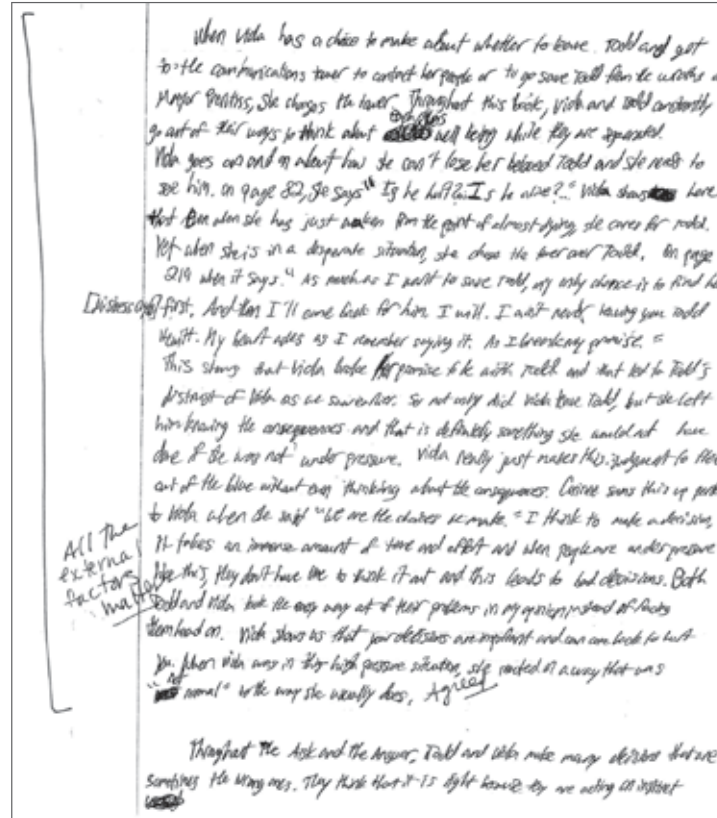 When Viola has a choice to make about whether to leave Todd and get
to the communications tower to contact her people or to go save Todd from the wrath of
Mayor Prentiss, she chooses the tower. Throughout this book, Viola and Todd constantly
go out of their ways to think about well being while they are separated.
Viola goes on and on about how she can't lose her beloved Todd and she needs to
see him. on page 82, she says "Is he hurt? Is he alive?..." Viola shows here
that Even when she has just woken from the point of almost dying, she cares for Todd.
Yet when she is in a desperate situation, she chose the tower over Todd. On page
219 when it says. "As much as I want to save Todd, my only chance is to find her
first. And then I'll come back for him I will. I ain't never leaving you Todd
Hewitt. My heart aches as I remember saying it. As I break my promise."
This shows that Viola broke her promise to be with Todd and that led to Todd's
distrust of Viola as we saw earlier. So not only did Viola leave Todd, but she left
him knowing the consequences and that is definitely something she would not have
done if she was not under pressure. Viola really just makes this judgment to flee
out of the blue without even thinking about the consequences. Corinne sums this up
to Viola when she said "We are the choices we make." I think to make a decision,
it takes an immense amount of time and effort and when people are under pressure
like this, they don't have time to think it out and this leads to bad decisions. Both
Todd and Viola took the easy way out of their problems in my opinion instead of facing
them head on. Viola shows us that your decisions are important and can come back to hurt
you. When Viola was in this high pressure situation, she reacted in a way that was
"not normal" to the way she usually does. Agreed
All the
external
factors
matter
Throughout the Ask and the Answer, Todd and Viola make many decisions that are
sometimes the wrong ones. They think that it is right because they are acting on instinct